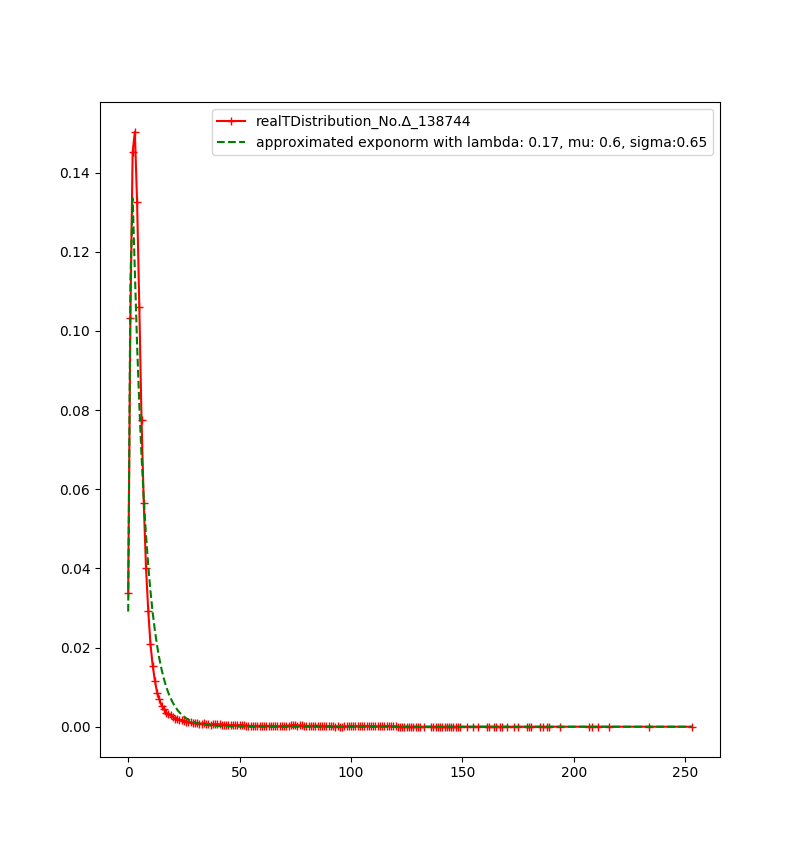 realTDistribution_No.Δ_138744
approximated exponorm with lambda: 0.17, mu: 0.6, sigma:0.65
0.14
0.12
0.10
0.08
0.06
0.04
0.02
0.00
0 50 100 150 200 250